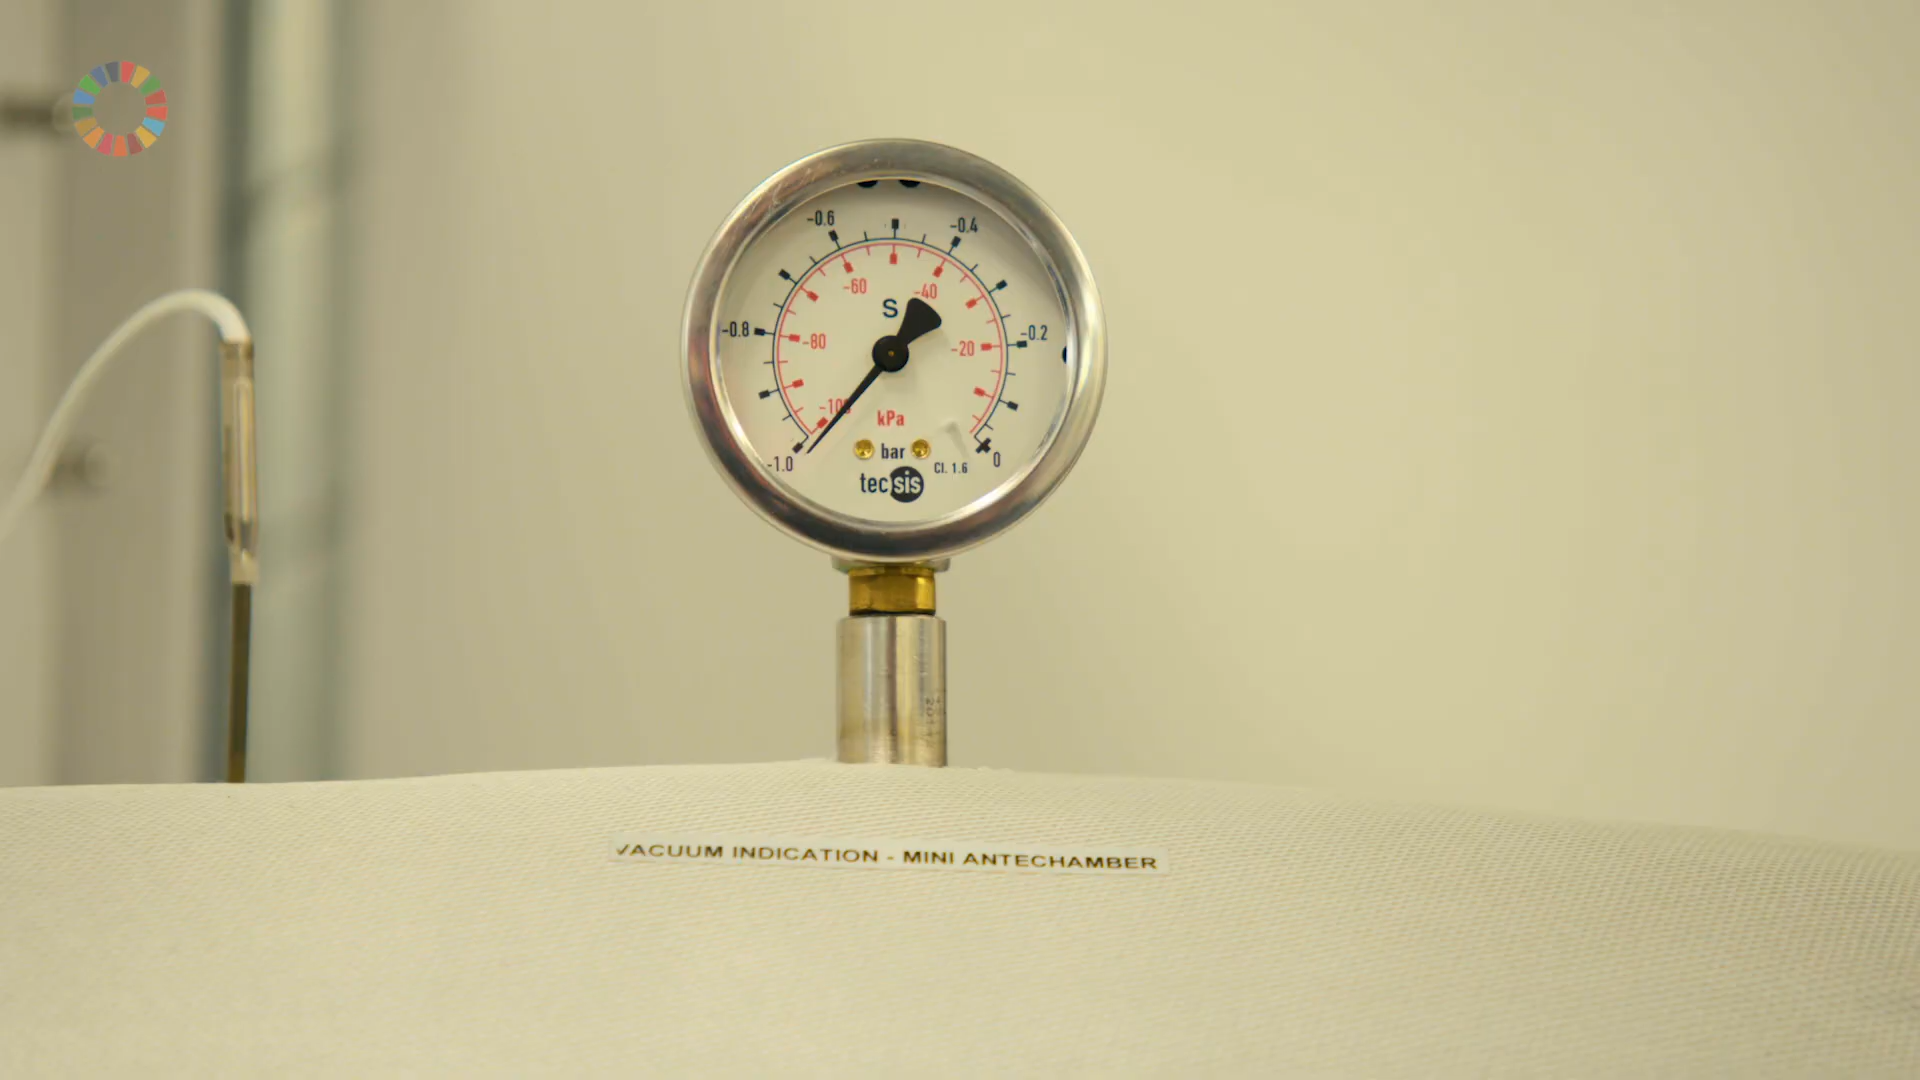 -0.6
-0.4
-60
-40
S
-0.8
-0.2
-80
-20
-100
kPa
bar
-1.0
0
Cl. 1.6
tecsis
VACUUM INDICATION - MINI ANTECHAMBER